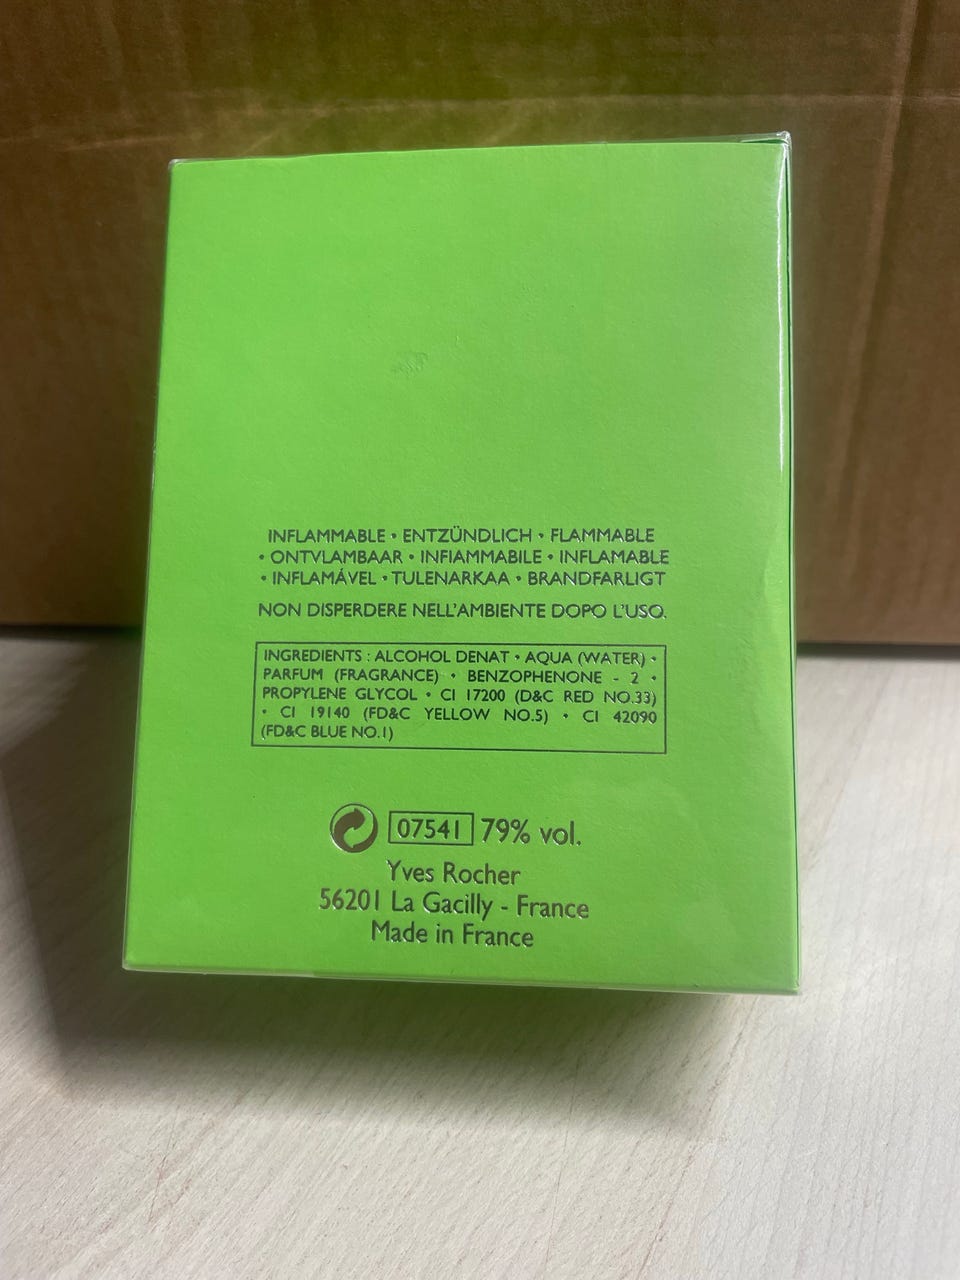 INFLAMMABLE • ENTZÜNDLICH • FLAMMABLE
• ONTVLAMBAAR • INFIAMMABILE • INFLAMABLE
• INFLAMÁVEL • TULENARKAA • BRANDFARLIGT
NON DISPERDERE NELL'AMBIENTE DOPO L'USO.
INGREDIENTS : ALCOHOL DENAT • AQUA (WATER) •
PARFUM (FRAGRANCE) • BENZOPHENONE - 2 •
PROPYLENE GLYCOL • CI 17200 (D&C RED NO.33)
• CI 19140 (FD&C YELLOW NO.5) • CI 42090
(FD&C BLUE NO.1)
07541 79% vol.
Yves Rocher
56201 La Gacilly - France
Made in France